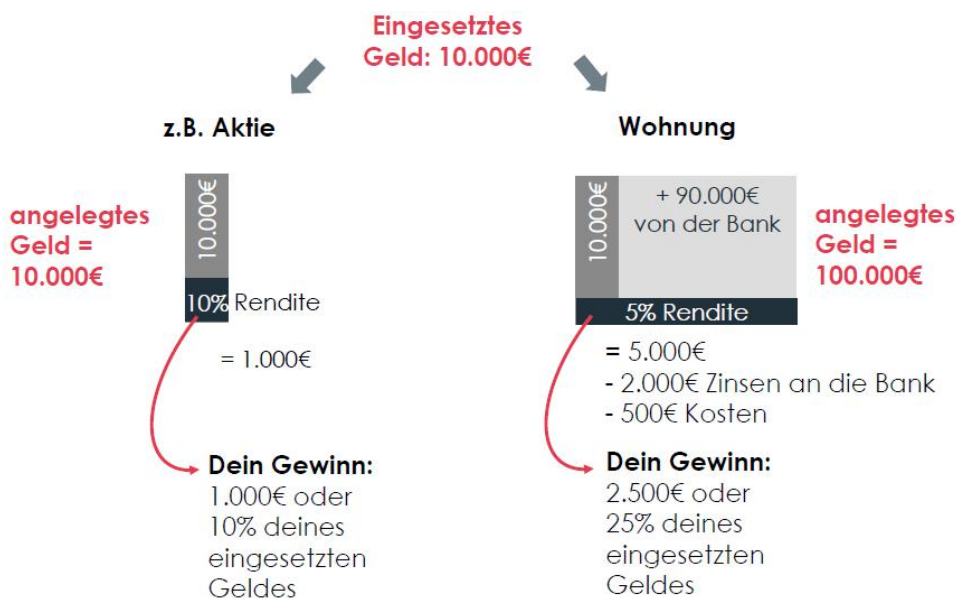 Eingesetztes
Geld: 10.000€
z.B. Aktie
angelegtes
Geld =
10.000€
10.000€
10% Rendite
= 1.000€
Dein Gewinn:
1.000€ oder
10% deines
eingesetzten
Geldes
Wohnung
10.000€
+ 90.000€
von der Bank
angelegtes
Geld =
100.000€
5% Rendite
= 5.000€
- 2.000€ Zinsen an die Bank
- 500€ Kosten
Dein Gewinn:
2.500€ oder
25% deines
eingesetzten
Geldes